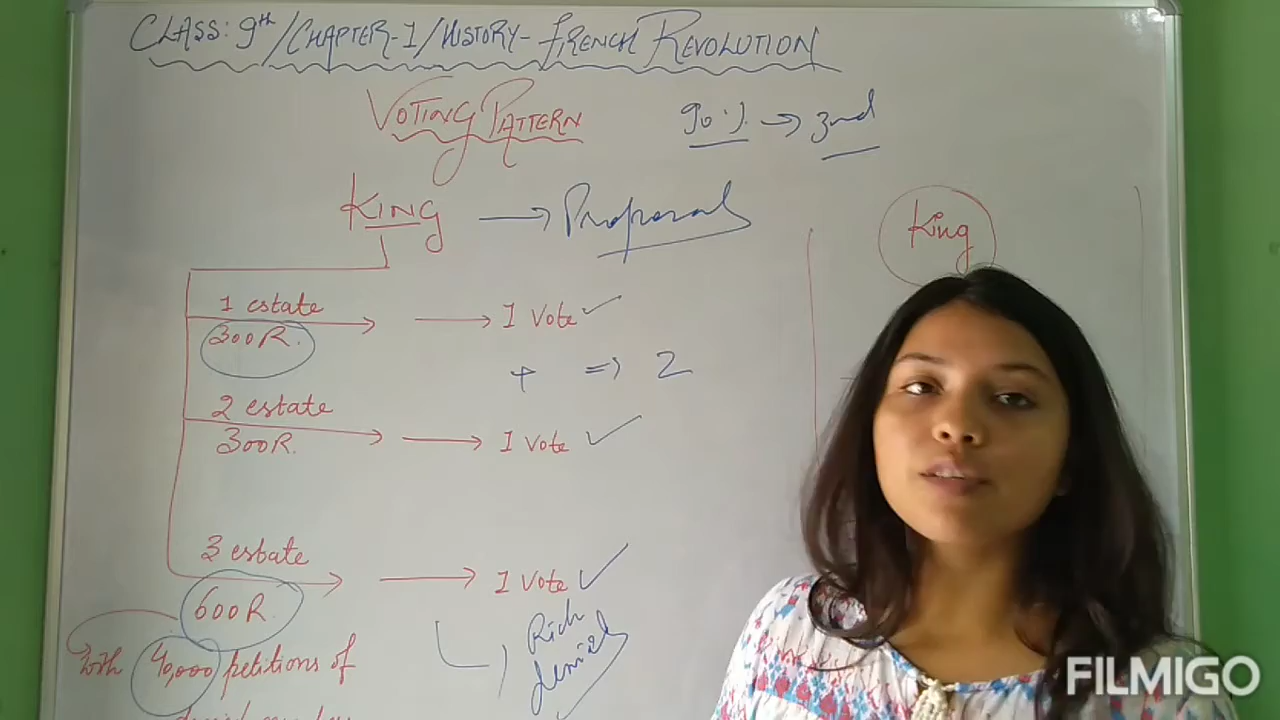 CLASS: 9th/CHAPTER-1/HISTORY- FRENCH REVOLUTION
VOTING PATTERN
90 % → 3rd
KING → Proposal
King
1 estate → 1 Vote ✓
300R.
+ ⇒ 2
2 estate → 1 Vote ✓
300R.
3 estate → 1 Vote ✓
600R
Rich
denied
with 40,000 petitions of
FILMIGO